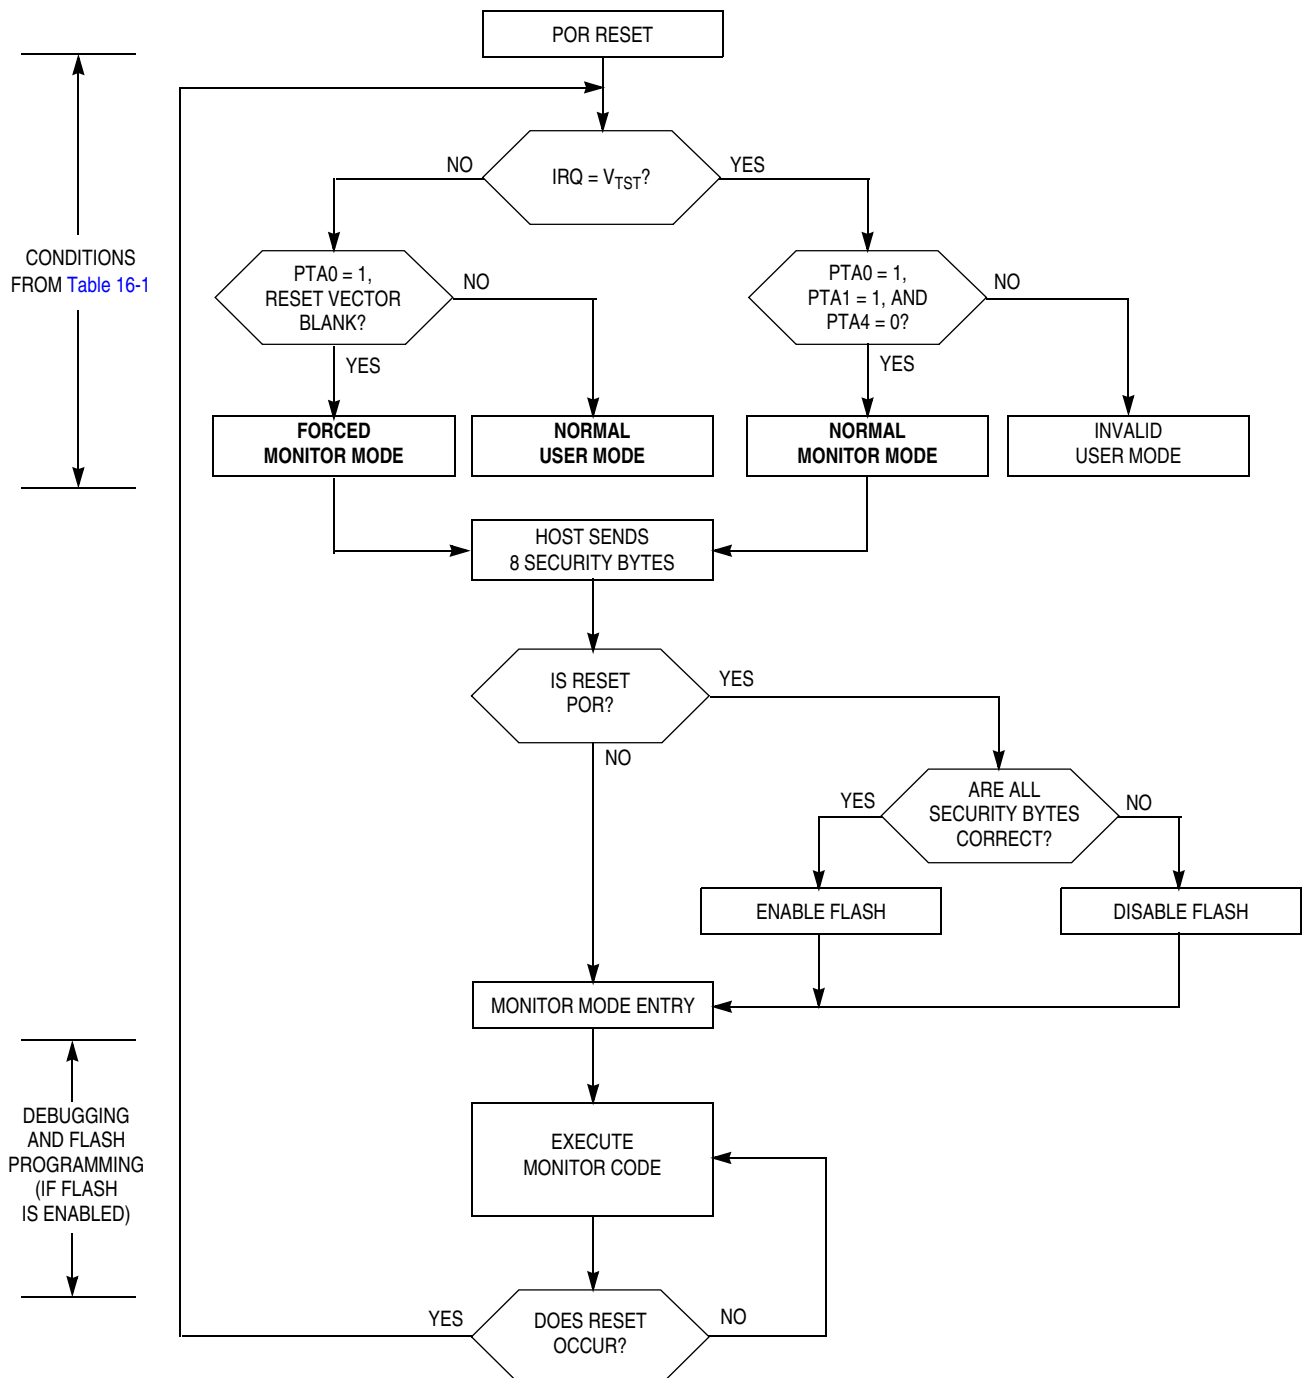 POR RESET
NO
IRQ = VTST?
YES
CONDITIONS
FROM Table 16-1
PTA0 = 1,
RESET VECTOR
BLANK?
NO
YES
PTA0 = 1,
PTA1 = 1, AND
PTA4 = 0?
NO
YES
FORCED
MONITOR MODE
NORMAL
USER MODE
NORMAL
MONITOR MODE
INVALID
USER MODE
HOST SENDS
8 SECURITY BYTES
IS RESET
POR?
YES
NO
YES
ARE ALL
SECURITY BYTES
CORRECT?
NO
ENABLE FLASH
DISABLE FLASH
MONITOR MODE ENTRY
DEBUGGING
AND FLASH
PROGRAMMING
(IF FLASH
IS ENABLED)
EXECUTE
MONITOR CODE
YES
DOES RESET
OCCUR?
NO